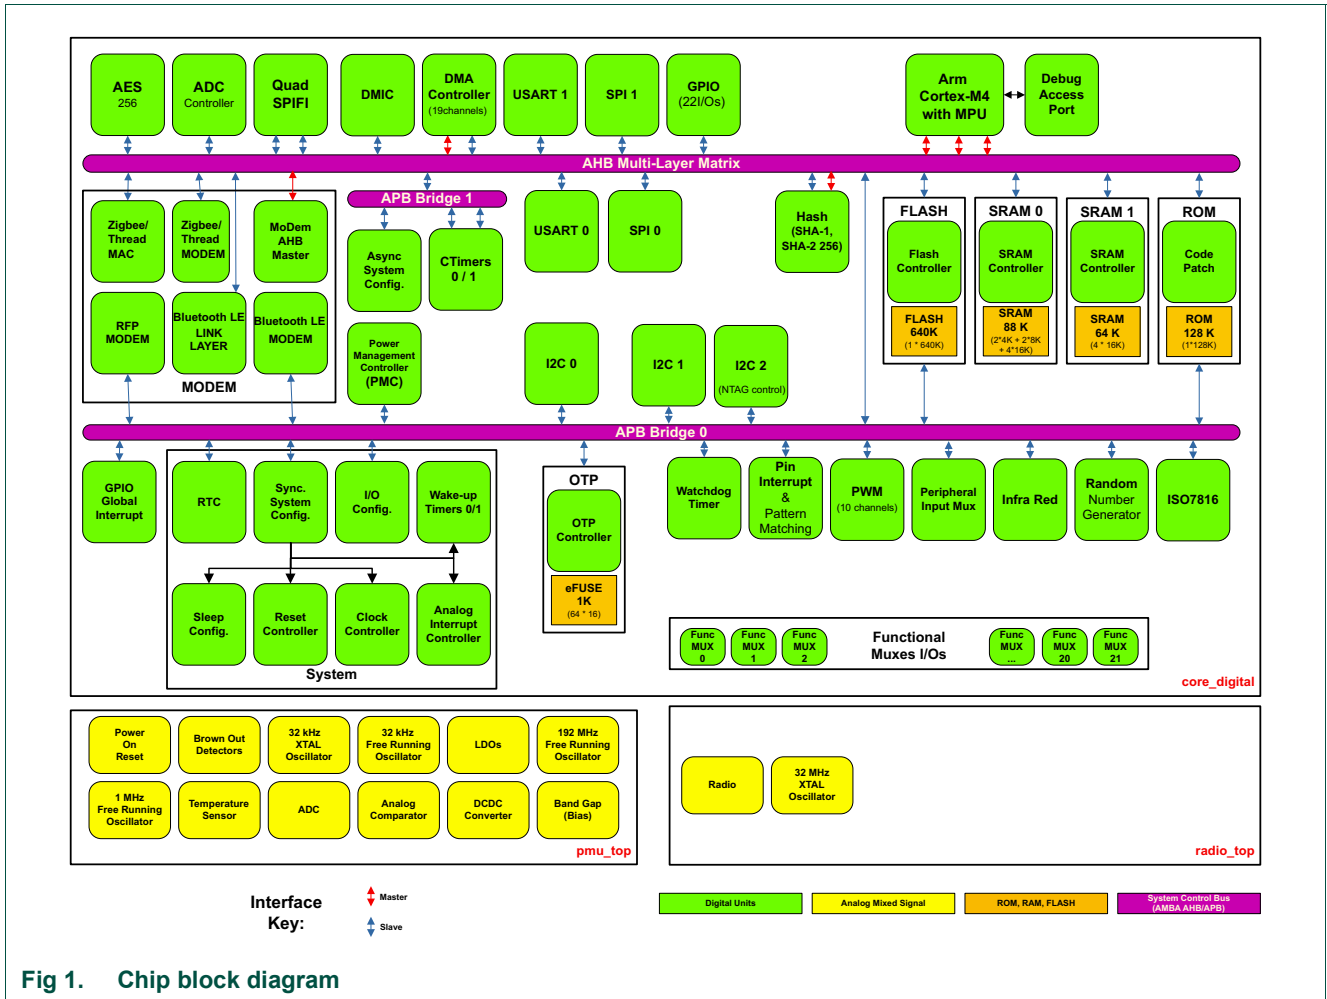 AES
256
ADC
Controller
Quad
SPIFI
DMIC
DMA
Controller
(19channels)
USART 1
SPI 1
GPIO
(22I/Os)
Arm
Cortex-M4
with MPU
Debug
Access
Port
AHB Multi-Layer Matrix
Zigbee/
Thread
MAC
Zigbee/
Thread
MODEM
MoDem
AHB
Master
RFP
MODEM
Bluetooth LE
LINK
LAYER
Bluetooth LE
MODEM
MODEM
APB Bridge 1
Async
System
Config.
CTimers
0 / 1
Power
Management
Controller
(PMC)
USART 0
SPI 0
I2C 0
I2C 1
I2C 2
(NTAG control)
Hash
(SHA-1,
SHA-2 256)
FLASH
Flash
Controller
FLASH
640K
(1 * 640K)
SRAM 0
SRAM
Controller
SRAM
88 K
(2*4K + 2*8K
+ 4*16K)
SRAM 1
SRAM
Controller
SRAM
64 K
(4 * 16K)
ROM
Code
Patch
ROM
128 K
(1*128K)
APB Bridge 0
GPIO
Global
Interrupt
RTC
Sync.
System
Config.
I/O
Config.
Wake-up
Timers 0/1
Sleep
Config.
Reset
Controller
Clock
Controller
Analog
Interrupt
Controller
System
OTP
OTP
Controller
eFUSE
1K
(64 * 16)
Watchdog
Timer
Pin
Interrupt
&
Pattern
Matching
PWM
(10 channels)
Peripheral
Input Mux
Infra Red
Random
Number
Generator
ISO7816
Func
MUX
0
Func
MUX
1
Func
MUX
2
Functional
Muxes I/Os
Func
MUX
...
Func
MUX
20
Func
MUX
21
core_digital
Power
On
Reset
Brown Out
Detectors
32 kHz
XTAL
Oscillator
32 kHz
Free Running
Oscillator
LDOs
192 MHz
Free Running
Oscillator
1 MHz
Free Running
Oscillator
Temperature
Sensor
ADC
Analog
Comparator
DCDC
Converter
Band Gap
(Bias)
pmu_top
Radio
32 MHz
XTAL
Oscillator
radio_top
Interface
Key:
Master
Slave
Digital Units
Analog Mixed Signal
ROM, RAM, FLASH
System Control Bus
(AMBA AHB/APB)
Fig 1. Chip block diagram